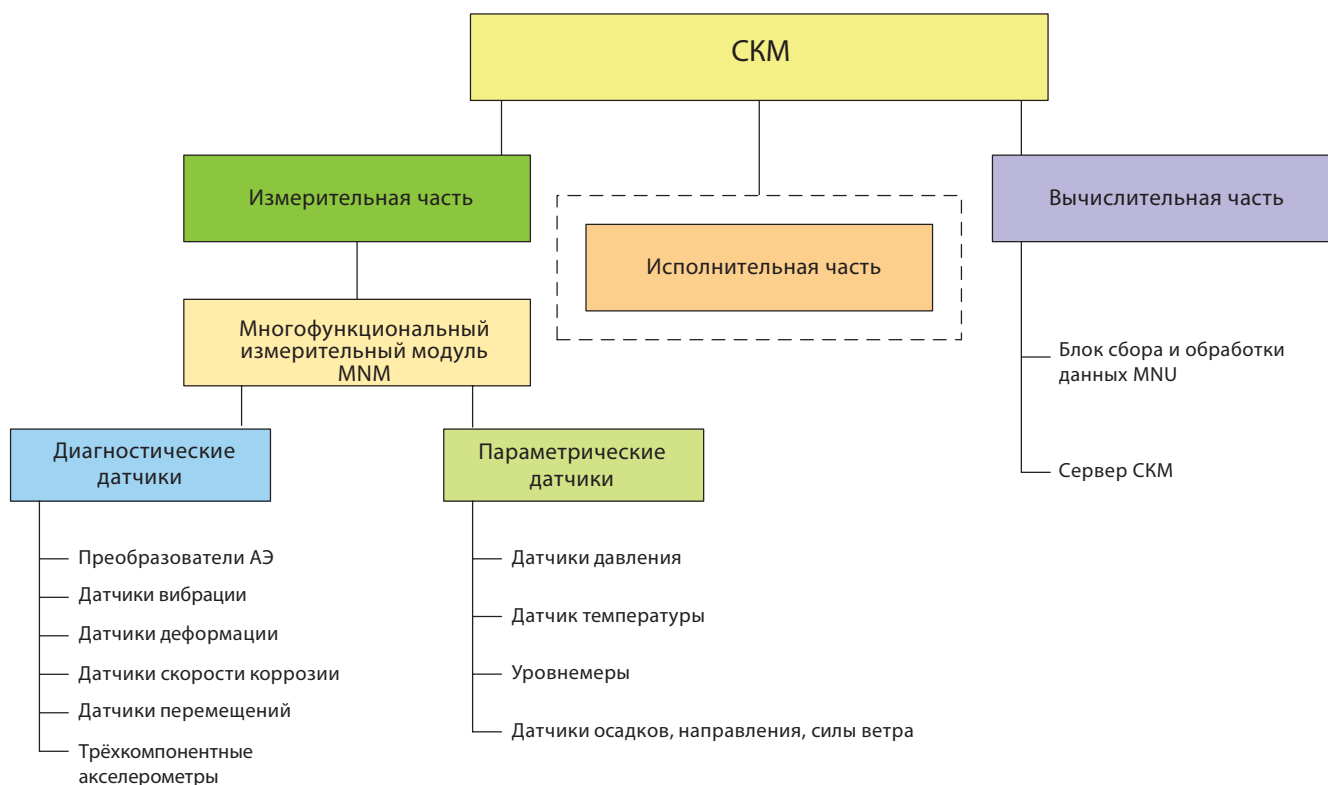 СКМ
Измерительная часть
Исполнительная часть
Вычислительная часть
Многофункциональный
измерительный модуль
MNM
Блок сбора и обработки
данных MNU
Сервер СКМ
Диагностические
датчики
Параметрические
датчики
Преобразователи АЭ
Датчики вибрации
Датчики деформации
Датчики скорости коррозии
Датчики перемещений
Трёхкомпонентные
акселерометры
Датчики давления
Датчик температуры
Уровнемеры
Датчики осадков, направления, силы ветра